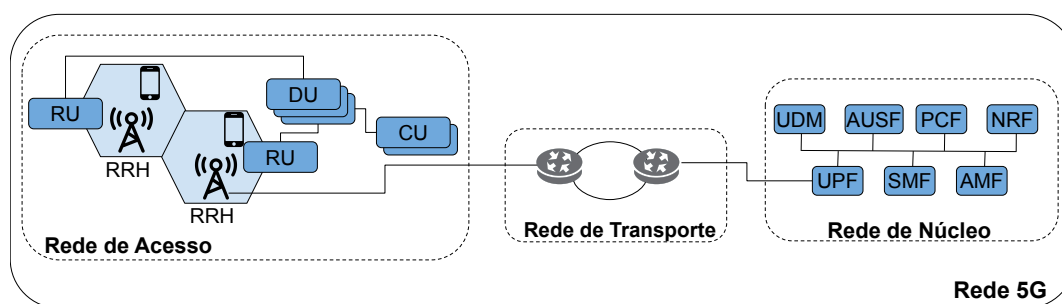 RU
DU
CU
RU
RRH
RRH
Rede de Acesso
Rede de Transporte
UDM
AUSF
PCF
NRF
UPF
SMF
AMF
Rede de Núcleo
Rede 5G